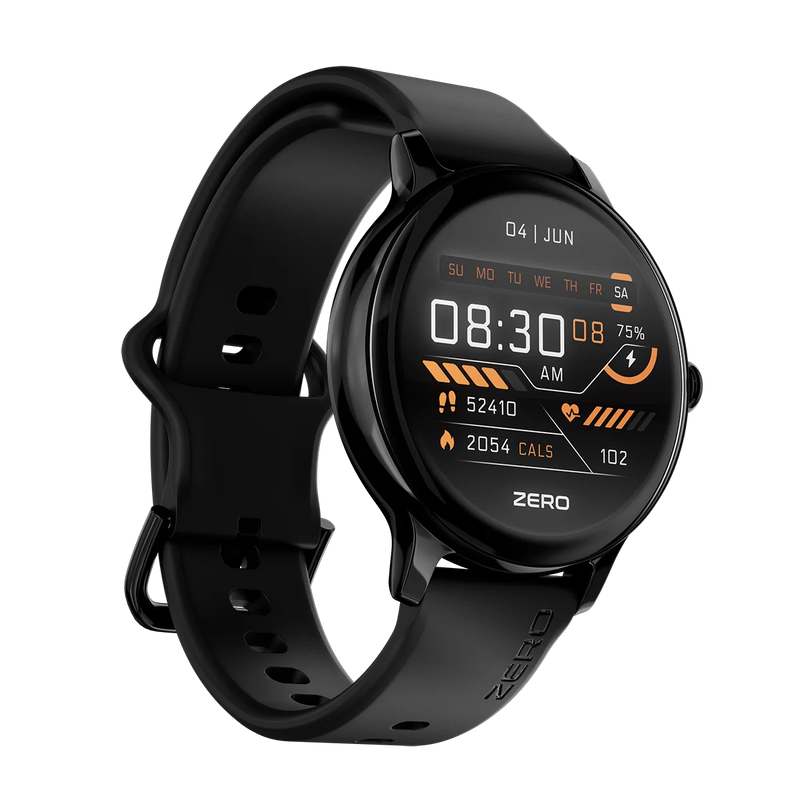 04 | JUN
SU MO TU WE TH FR SA
08:30 08 75%
AM
52410
2054 CALS
102
ZERO
ZERO